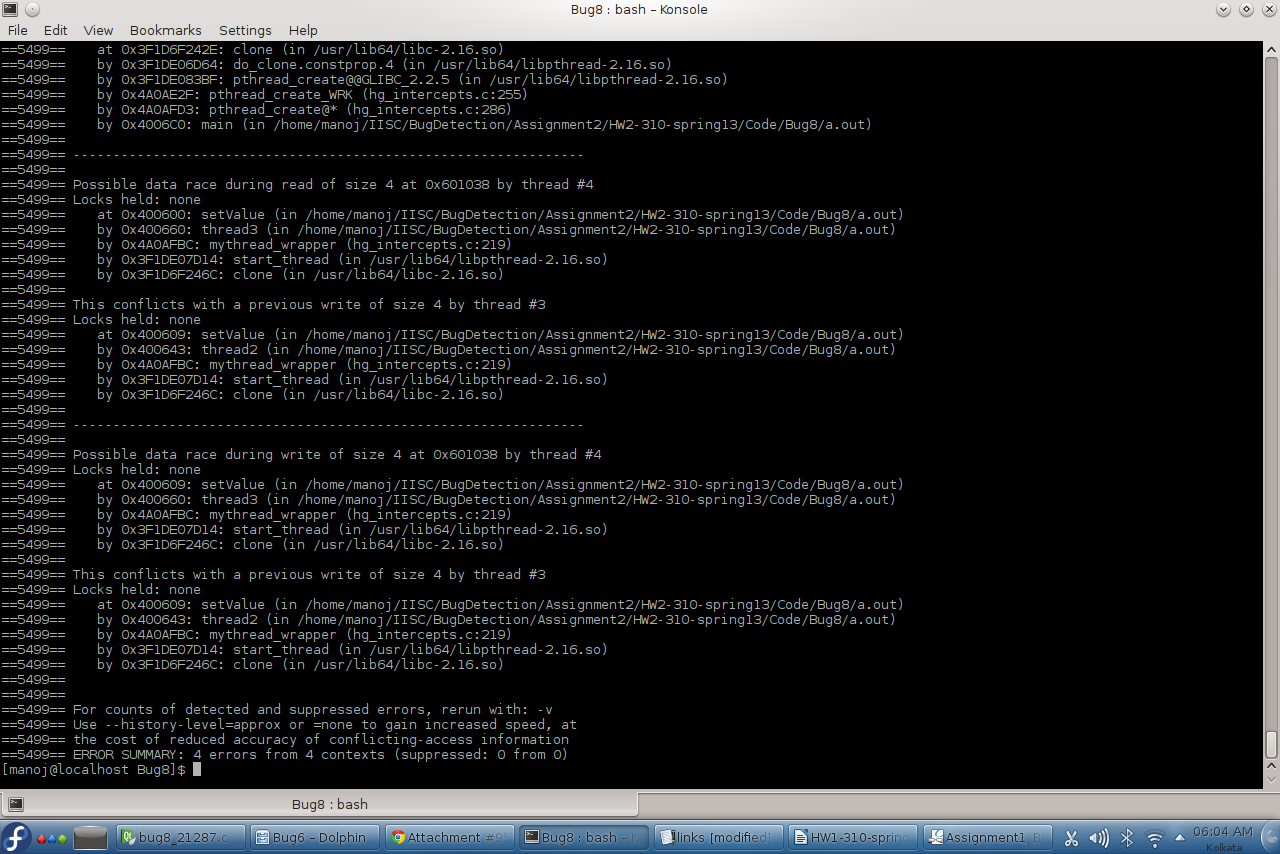 Bug8 : bash – Konsole
File Edit View Bookmarks Settings Help
==5499==    at 0x3F1D6F242E: clone (in /usr/lib64/libc-2.16.so)
==5499==    by 0x3F1DE06D64: do_clone.constprop.4 (in /usr/lib64/libpthread-2.16.so)
==5499==    by 0x3F1DE083BF: pthread_create@@GLIBC_2.2.5 (in /usr/lib64/libpthread-2.16.so)
==5499==    by 0x4A0AE2F: pthread_create_WRK (hg_intercepts.c:255)
==5499==    by 0x4A0AFD3: pthread_create@* (hg_intercepts.c:286)
==5499==    by 0x4006C0: main (in /home/manoj/IISC/BugDetection/Assignment2/HW2-310-spring13/Code/Bug8/a.out)
==5499==
==5499== ----------------------------------------------------------------
==5499==
==5499== Possible data race during read of size 4 at 0x601038 by thread #4
==5499== Locks held: none
==5499==    at 0x400600: setValue (in /home/manoj/IISC/BugDetection/Assignment2/HW2-310-spring13/Code/Bug8/a.out)
==5499==    by 0x400660: thread3 (in /home/manoj/IISC/BugDetection/Assignment2/HW2-310-spring13/Code/Bug8/a.out)
==5499==    by 0x4A0AFBC: mythread_wrapper (hg_intercepts.c:219)
==5499==    by 0x3F1DE07D14: start_thread (in /usr/lib64/libpthread-2.16.so)
==5499==    by 0x3F1D6F246C: clone (in /usr/lib64/libc-2.16.so)
==5499==
==5499== This conflicts with a previous write of size 4 by thread #3
==5499== Locks held: none
==5499==    at 0x400609: setValue (in /home/manoj/IISC/BugDetection/Assignment2/HW2-310-spring13/Code/Bug8/a.out)
==5499==    by 0x400643: thread2 (in /home/manoj/IISC/BugDetection/Assignment2/HW2-310-spring13/Code/Bug8/a.out)
==5499==    by 0x4A0AFBC: mythread_wrapper (hg_intercepts.c:219)
==5499==    by 0x3F1DE07D14: start_thread (in /usr/lib64/libpthread-2.16.so)
==5499==    by 0x3F1D6F246C: clone (in /usr/lib64/libc-2.16.so)
==5499==
==5499== ----------------------------------------------------------------
==5499==
==5499== Possible data race during write of size 4 at 0x601038 by thread #4
==5499== Locks held: none
==5499==    at 0x400609: setValue (in /home/manoj/IISC/BugDetection/Assignment2/HW2-310-spring13/Code/Bug8/a.out)
==5499==    by 0x400660: thread3 (in /home/manoj/IISC/BugDetection/Assignment2/HW2-310-spring13/Code/Bug8/a.out)
==5499==    by 0x4A0AFBC: mythread_wrapper (hg_intercepts.c:219)
==5499==    by 0x3F1DE07D14: start_thread (in /usr/lib64/libpthread-2.16.so)
==5499==    by 0x3F1D6F246C: clone (in /usr/lib64/libc-2.16.so)
==5499==
==5499== This conflicts with a previous write of size 4 by thread #3
==5499== Locks held: none
==5499==    at 0x400609: setValue (in /home/manoj/IISC/BugDetection/Assignment2/HW2-310-spring13/Code/Bug8/a.out)
==5499==    by 0x400643: thread2 (in /home/manoj/IISC/BugDetection/Assignment2/HW2-310-spring13/Code/Bug8/a.out)
==5499==    by 0x4A0AFBC: mythread_wrapper (hg_intercepts.c:219)
==5499==    by 0x3F1DE07D14: start_thread (in /usr/lib64/libpthread-2.16.so)
==5499==    by 0x3F1D6F246C: clone (in /usr/lib64/libc-2.16.so)
==5499==
==5499==
==5499== For counts of detected and suppressed errors, rerun with: -v
==5499== Use --history-level=approx or =none to gain increased speed, at
==5499== the cost of reduced accuracy of conflicting-access information
==5499== ERROR SUMMARY: 4 errors from 4 contexts (suppressed: 0 from 0)
[manoj@localhost Bug8]$
Bug8 : bash
bug8_21287.c Bug6 – Dolphin Attachment #9 Bug8 : bash – K links [modified] HW1-310-spring Assignment1_B 06:04 AM
Kolkata